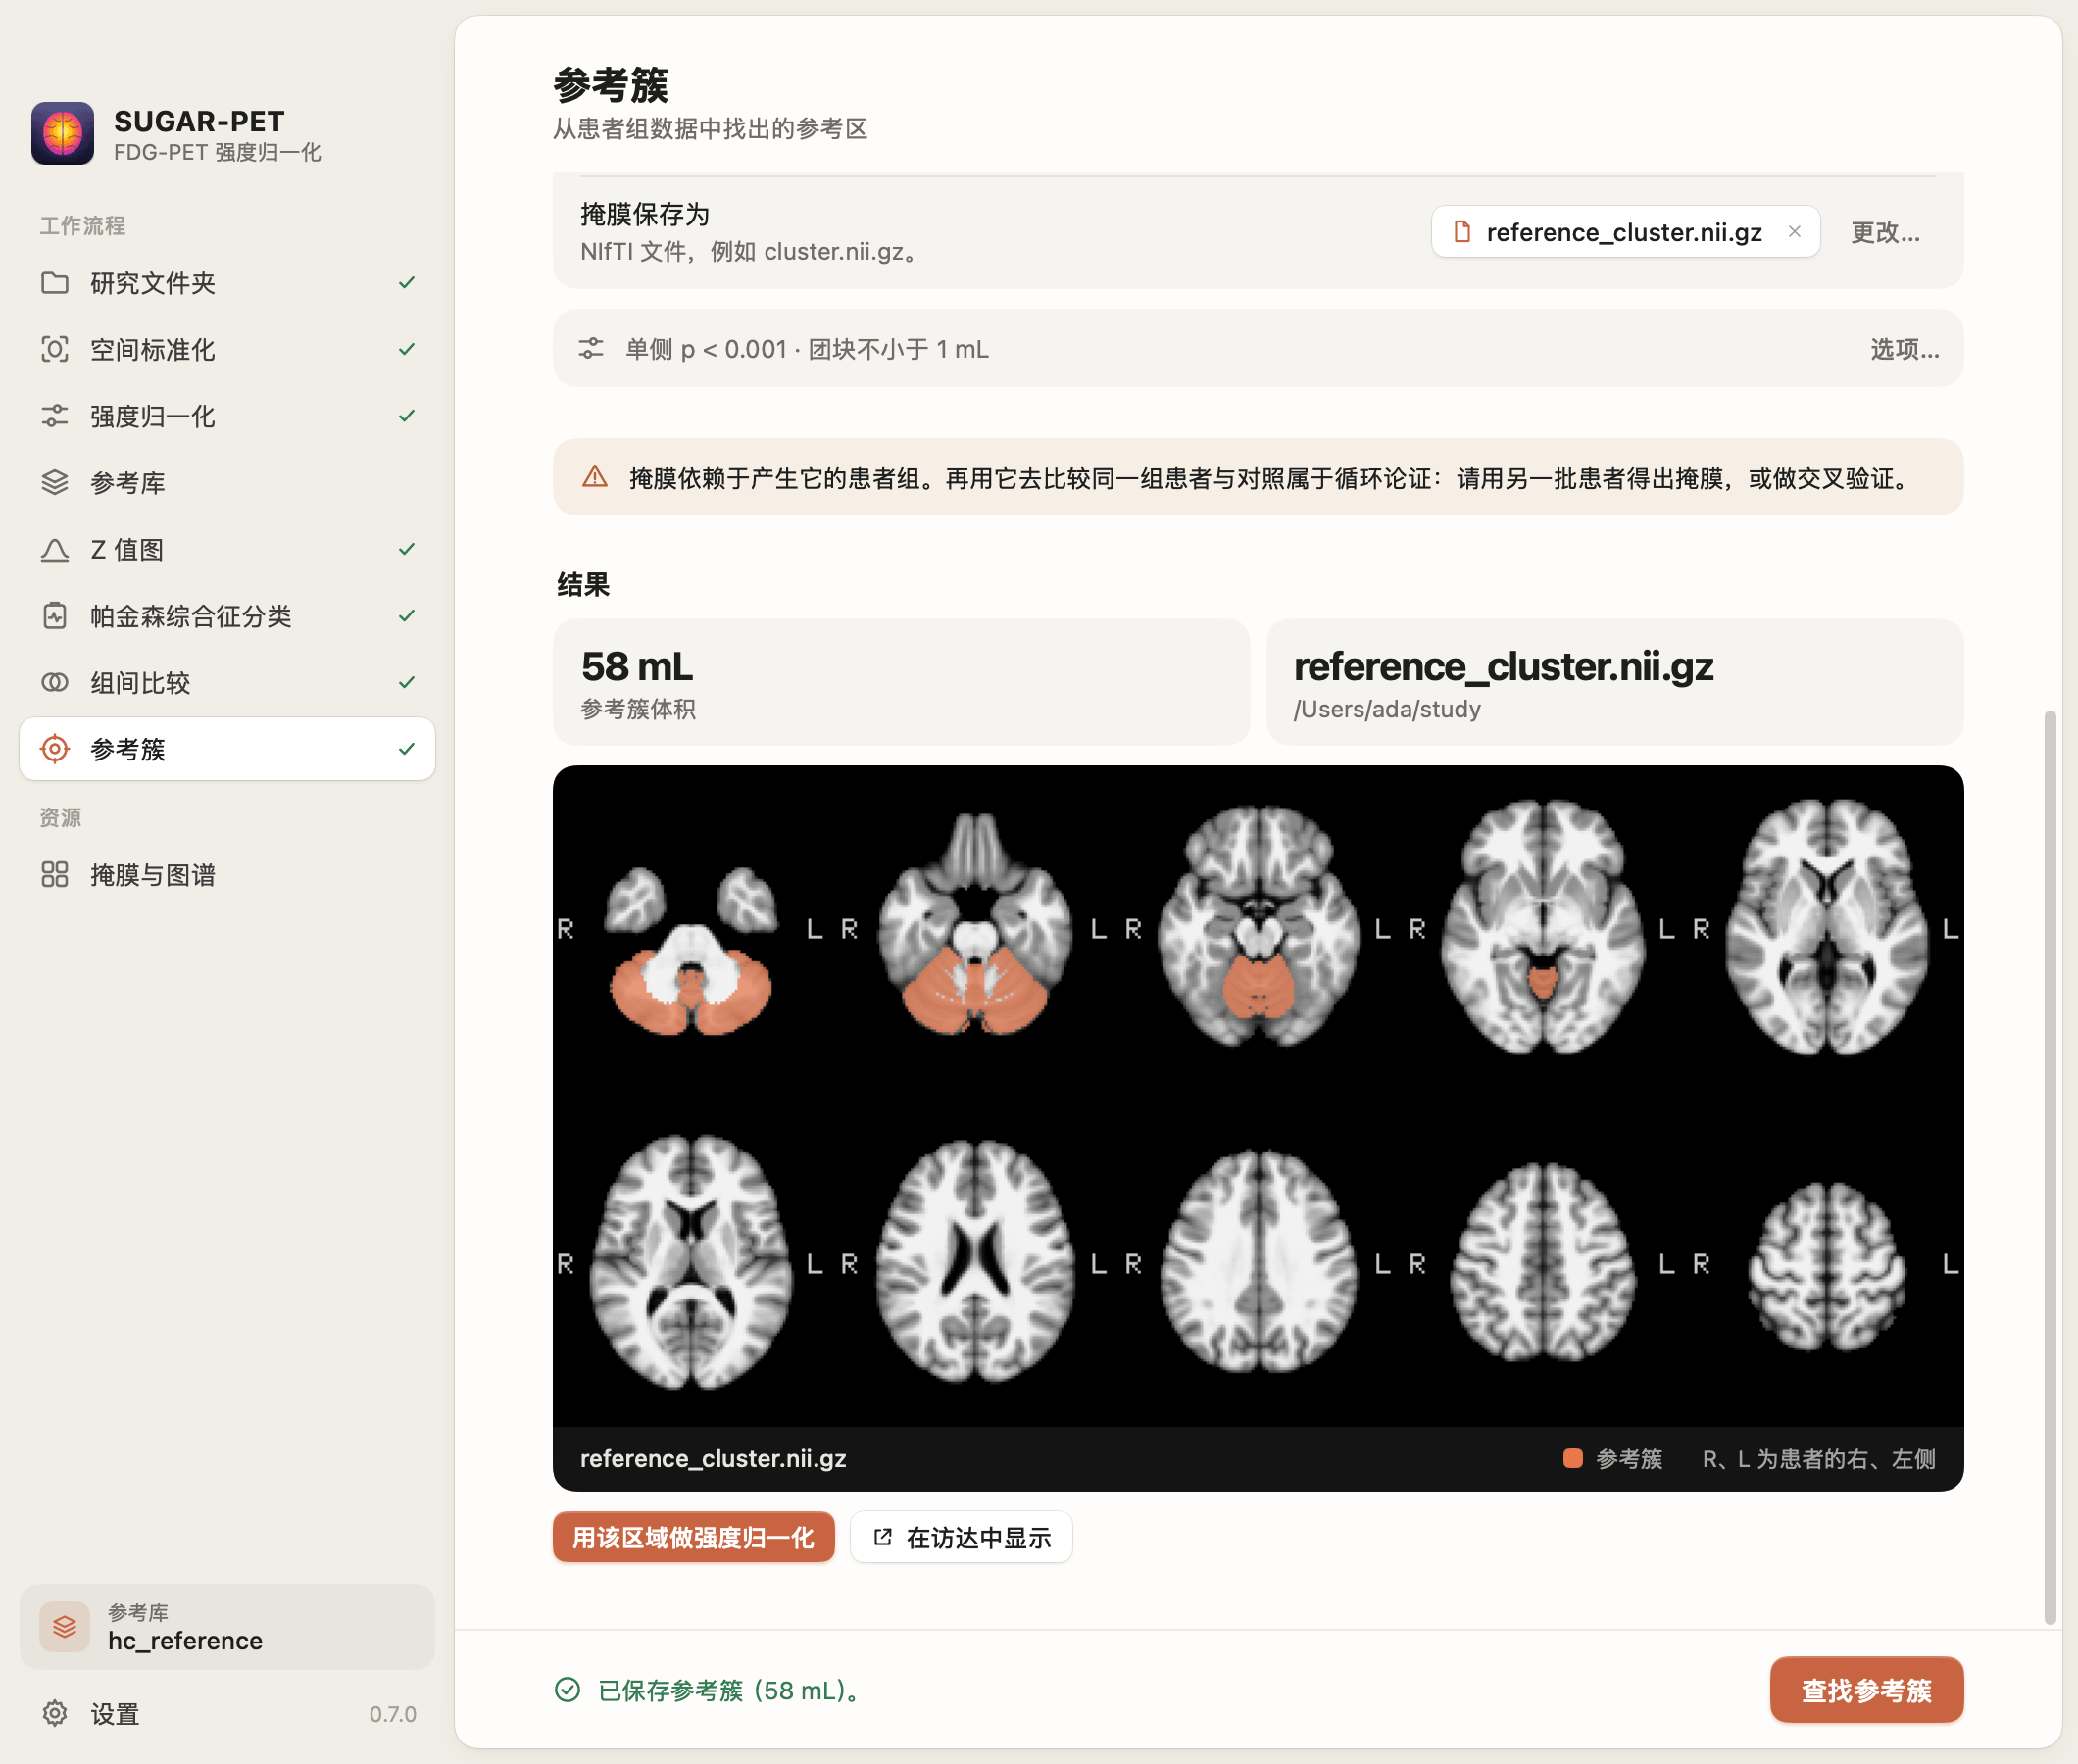 SUGAR-PET
FDG-PET 强度归一化
工作流程
研究文件夹
空间标准化
强度归一化
参考库
Z 值图
帕金森综合征分类
组间比较
参考簇
资源
掩膜与图谱
参考库
hc_reference
设置
0.7.0
参考簇
从患者组数据中找出的参考区
掩膜保存为
NIfTI 文件，例如 cluster.nii.gz。
reference_cluster.nii.gz
更改...
单侧 p < 0.001 · 团块不小于 1 mL
选项...
掩膜依赖于产生它的患者组。再用它去比较同一组患者与对照属于循环论证：请用另一批患者得出掩膜，或做交叉验证。
结果
58 mL
参考簇体积
reference_cluster.nii.gz
/Users/ada/study
R L R L R L R L R L
R L R L R L R L R L
reference_cluster.nii.gz
参考簇
R、L 为患者的右、左侧
用该区域做强度归一化
在访达中显示
已保存参考簇 (58 mL)。
查找参考簇